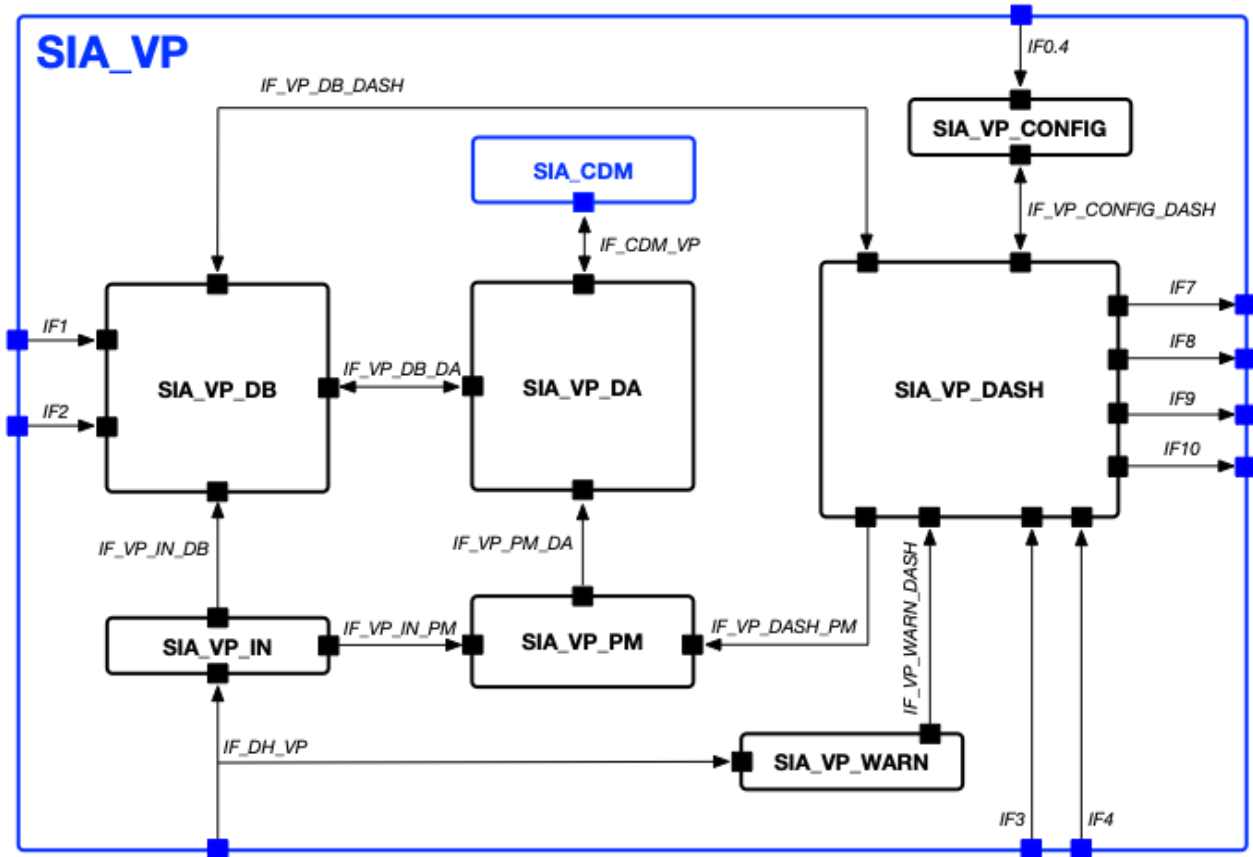 SIA_VP
IF0.4
IF_VP_DB_DASH
SIA_VP_CONFIG
SIA_CDM
IF_VP_CONFIG_DASH
IF_CDM_VP
IF7
IF1
IF8
IF_VP_DB_DA
SIA_VP_DB
SIA_VP_DA
SIA_VP_DASH
IF9
IF2
IF10
IF_VP_IN_DB
IF_VP_PM_DA
IF_VP_WARN_DASH
IF_VP_IN_PM
IF_VP_DASH_PM
SIA_VP_IN
SIA_VP_PM
IF_DH_VP
SIA_VP_WARN
IF3
IF4